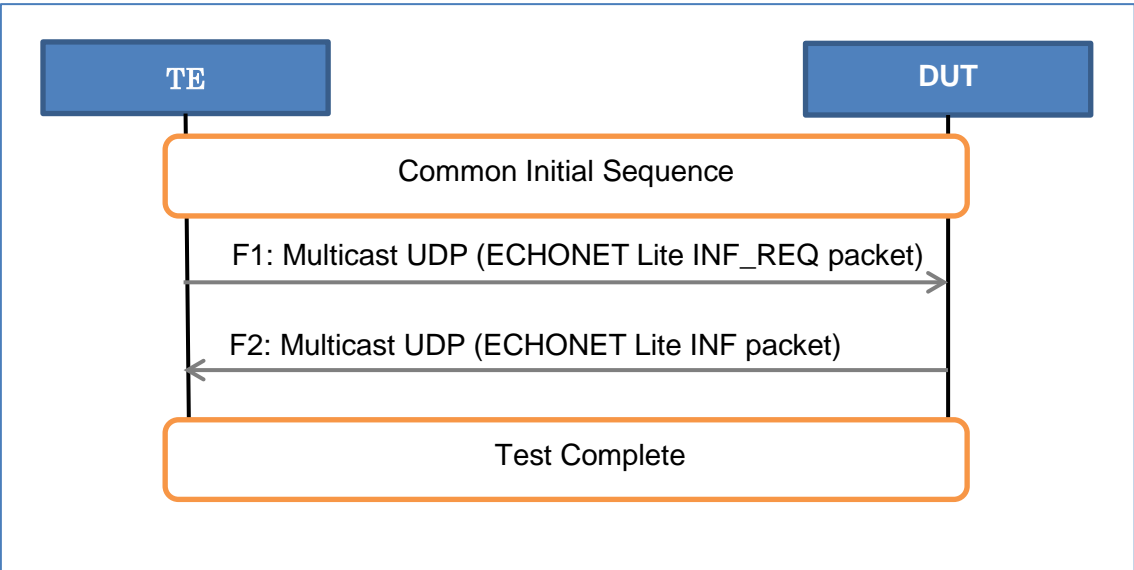 TE
DUT
Common Initial Sequence
F1: Multicast UDP (ECHONET Lite INF_REQ packet)
F2: Multicast UDP (ECHONET Lite INF packet)
Test Complete